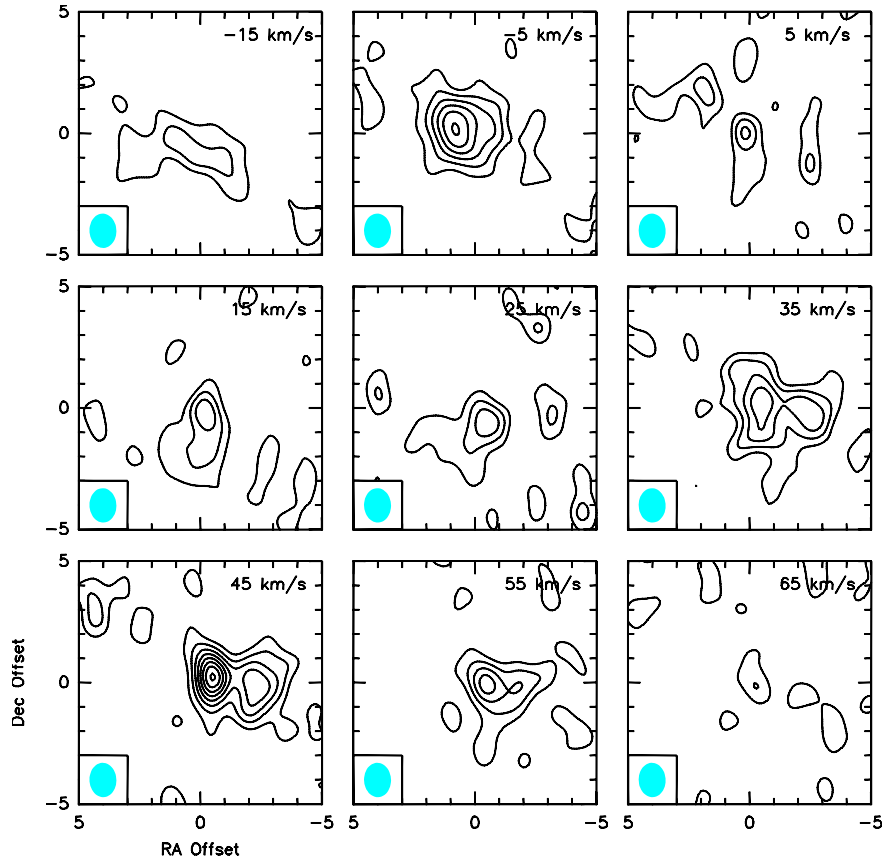 5
-15 km/s
-5 km/s
5 km/s
0
-5
5
15 km/s
25 km/s
35 km/s
0
-5
5
45 km/s
55 km/s
65 km/s
0
Dec Offset
-5
5 0 -5 5 0 -5 5 0 -5
RA Offset